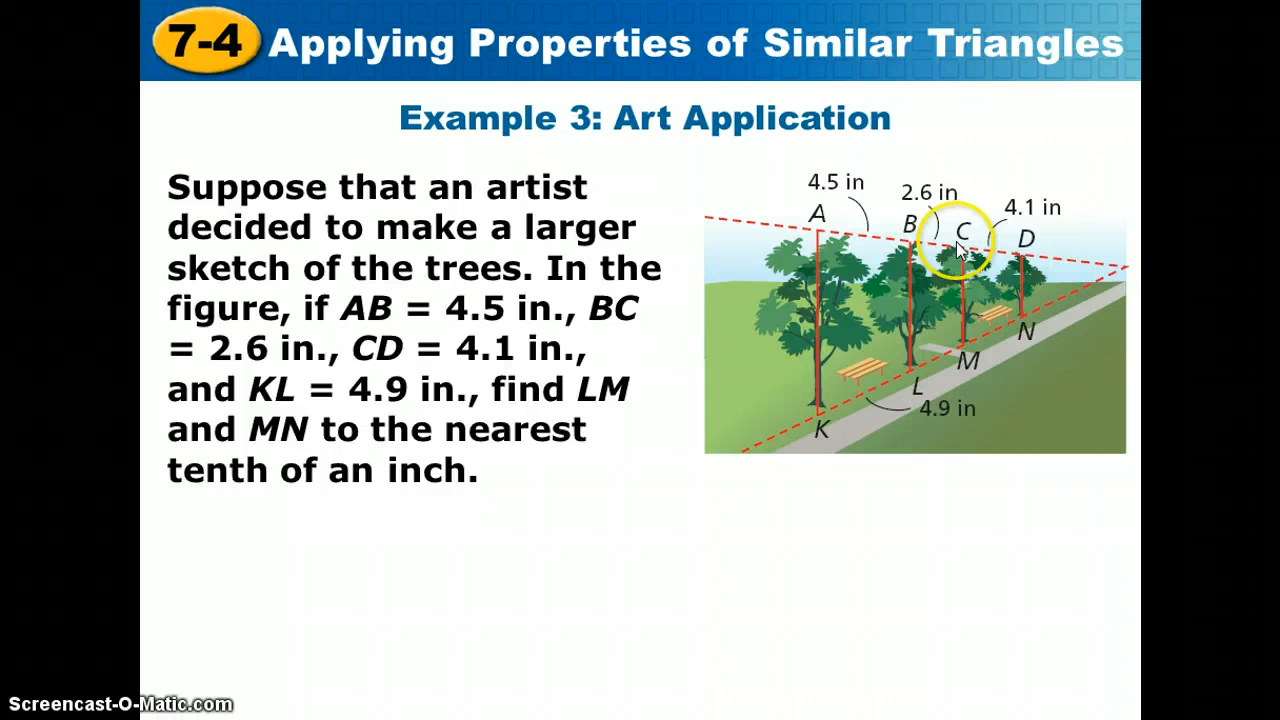 7-4 Applying Properties of Similar Triangles
Example 3: Art Application
Suppose that an artist
decided to make a larger
sketch of the trees. In the
figure, if AB = 4.5 in., BC
= 2.6 in., CD = 4.1 in.,
and KL = 4.9 in., find LM
and MN to the nearest
tenth of an inch.
4.5 in
2.6 in
4.1 in
A
B
C
D
N
M
L
4.9 in
K
Screencast-O-Matic.com